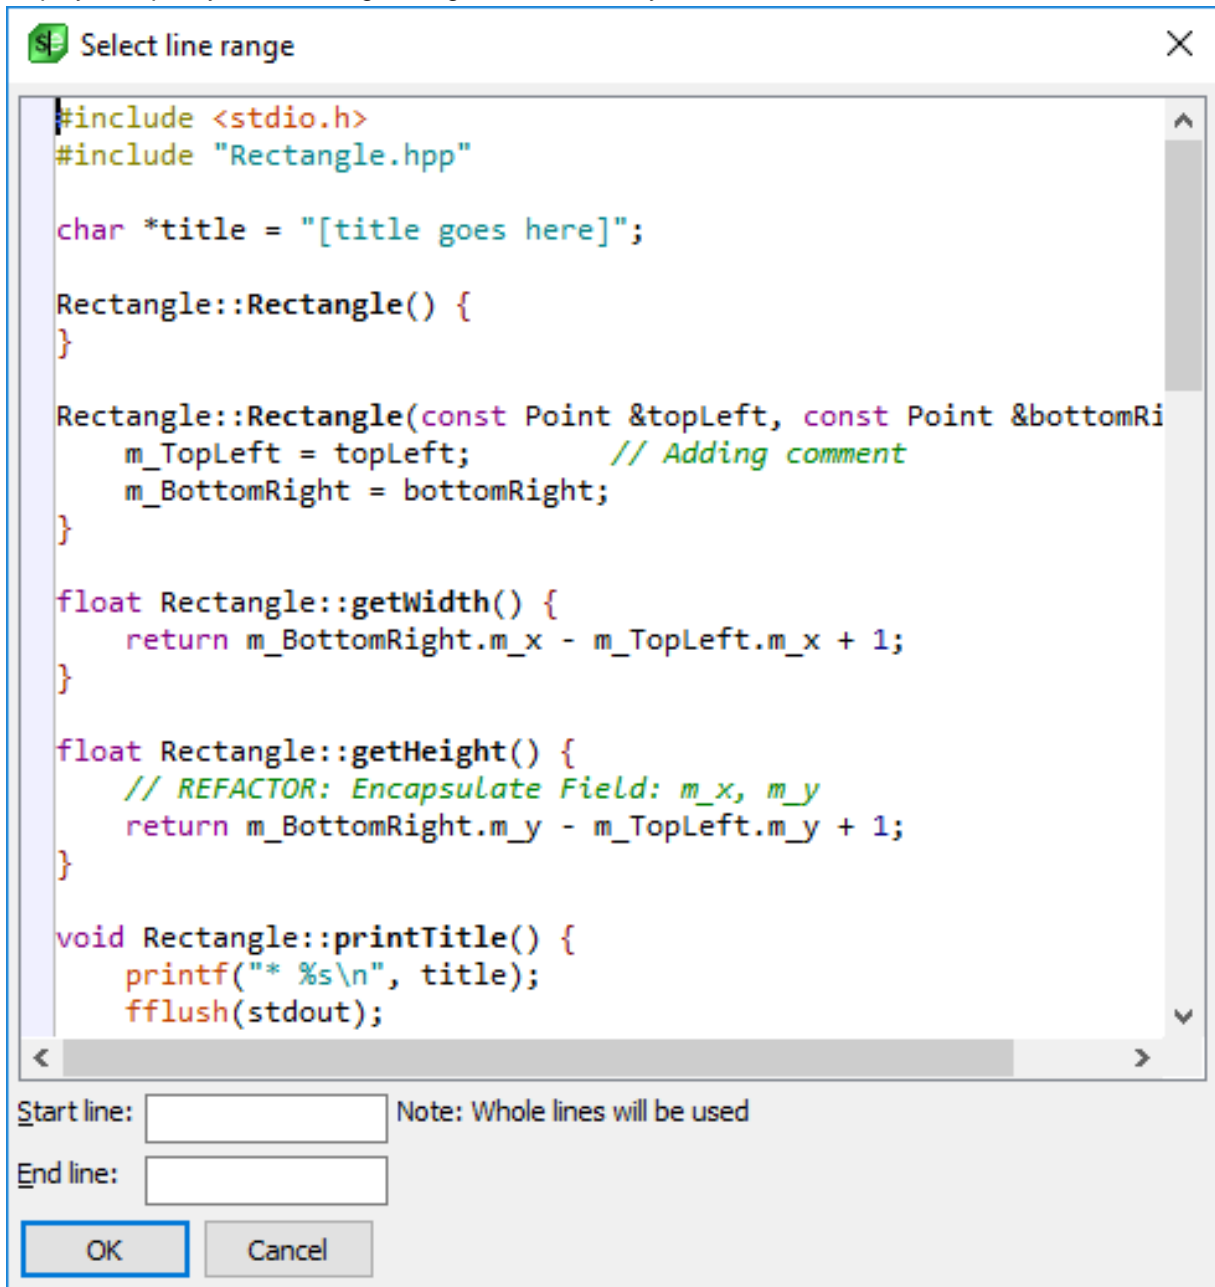 Select line range
#include <stdio.h>
#include "Rectangle.hpp"
char *title = "[title goes here]";
Rectangle::Rectangle() {
}
Rectangle::Rectangle(const Point &topLeft, const Point &bottomRi
    m_TopLeft = topLeft;        // Adding comment
    m_BottomRight = bottomRight;
}
float Rectangle::getWidth() {
    return m_BottomRight.m_x - m_TopLeft.m_x + 1;
}
float Rectangle::getHeight() {
    // REFACTOR: Encapsulate Field: m_x, m_y
    return m_BottomRight.m_y - m_TopLeft.m_y + 1;
}
void Rectangle::printTitle() {
    printf("* %s\n", title);
    fflush(stdout);
Start line: Note: Whole lines will be used
End line:
OK Cancel